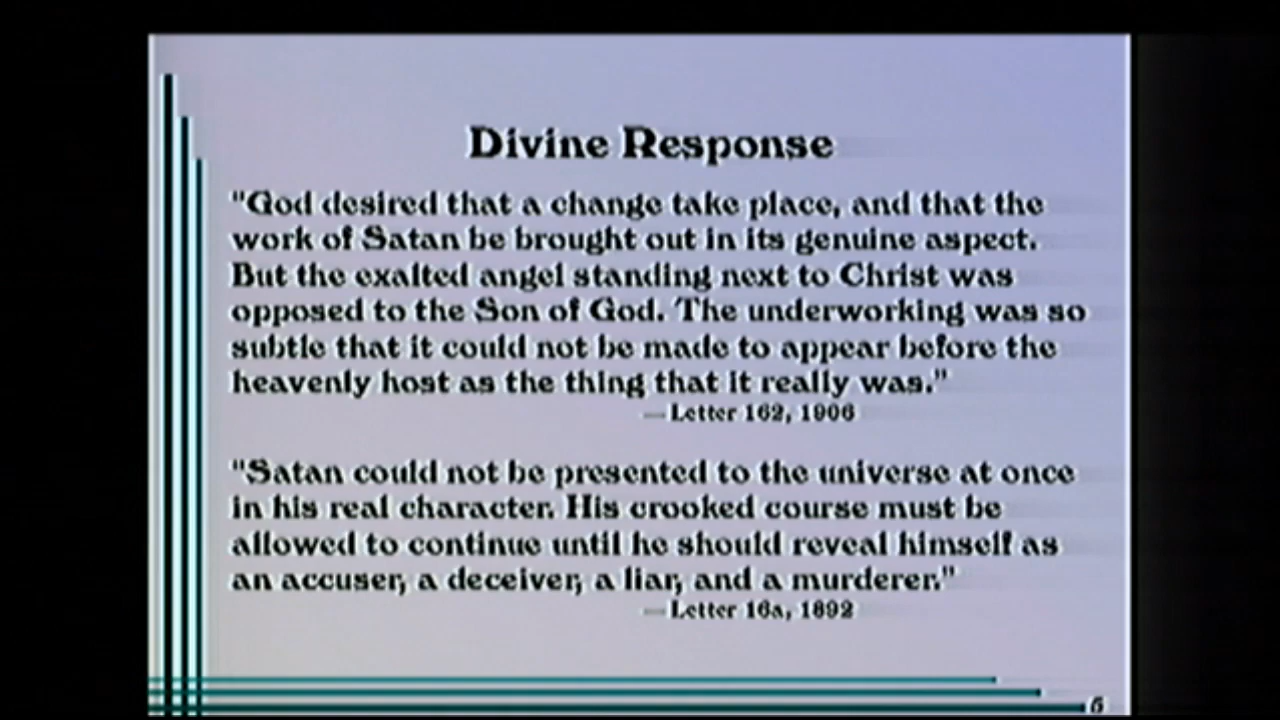 Divine Response
"God desired that a change take place, and that the
work of Satan be brought out in its genuine aspect.
But the exalted angel standing next to Christ was
opposed to the Son of God. The underworking was so
subtle that it could not be made to appear before the
heavenly host as the thing that it really was."
— Letter 162, 1906
"Satan could not be presented to the universe at once
in his real character. His crooked course must be
allowed to continue until he should reveal himself as
an accuser, a deceiver, a liar, and a murderer."
— Letter 16a, 1892
6